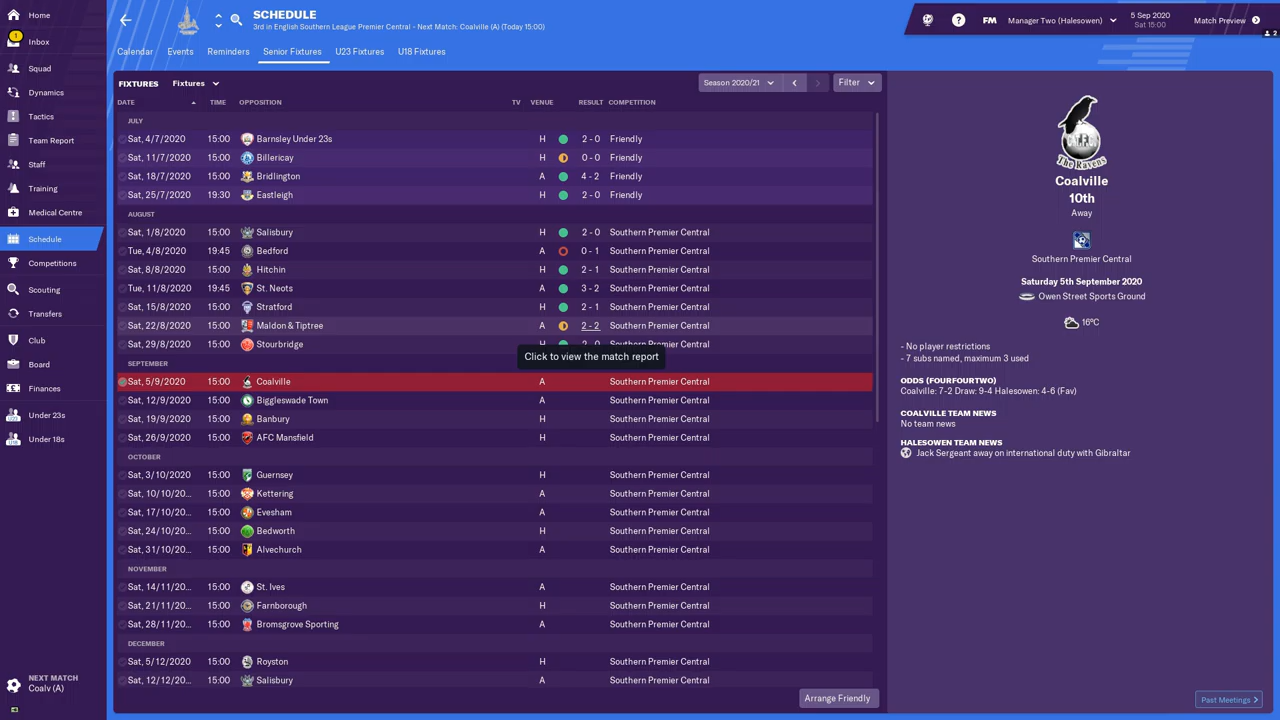 Home
1
Inbox
Squad
Dynamics
Tactics
Team Report
Staff
Training
Medical Centre
Schedule
Competitions
Scouting
Transfers
Club
Board
Finances
Under 23s
Under 18s
NEXT MATCH
Coalv (A)
SCHEDULE
3rd in English Southern League Premier Central - Next Match: Coalville (A) (Today 15:00)
? FM Manager Two (Halesowen) 5 Sep 2020 Sat 15:00 Match Preview
2
Calendar Events Reminders Senior Fixtures U23 Fixtures U18 Fixtures
FIXTURES Fixtures Season 2020/21 Filter
DATE TIME OPPOSITION TV VENUE RESULT COMPETITION
JULY
Sat, 4/7/2020 15:00 Barnsley Under 23s H 2 - 0 Friendly
Sat, 11/7/2020 15:00 Billericay H 0 - 0 Friendly
Sat, 18/7/2020 15:00 Bridlington A 4 - 2 Friendly
Sat, 25/7/2020 19:30 Eastleigh H 2 - 0 Friendly
AUGUST
Sat, 1/8/2020 15:00 Salisbury H 2 - 0 Southern Premier Central
Tue, 4/8/2020 19:45 Bedford A 0 - 1 Southern Premier Central
Sat, 8/8/2020 15:00 Hitchin H 2 - 1 Southern Premier Central
Tue, 11/8/2020 19:45 St. Neots A 3 - 2 Southern Premier Central
Sat, 15/8/2020 15:00 Stratford H 2 - 1 Southern Premier Central
Sat, 22/8/2020 15:00 Maldon & Tiptree A 2 - 2 Southern Premier Central
Sat, 29/8/2020 15:00 Stourbridge H 2 - 0 Southern Premier Central
Click to view the match report
SEPTEMBER
Sat, 5/9/2020 15:00 Coalville A Southern Premier Central
Sat, 12/9/2020 15:00 Biggleswade Town A Southern Premier Central
Sat, 19/9/2020 15:00 Banbury H Southern Premier Central
Sat, 26/9/2020 15:00 AFC Mansfield H Southern Premier Central
OCTOBER
Sat, 3/10/2020 15:00 Guernsey H Southern Premier Central
Sat, 10/10/20... 15:00 Kettering A Southern Premier Central
Sat, 17/10/20... 15:00 Evesham A Southern Premier Central
Sat, 24/10/20... 15:00 Bedworth H Southern Premier Central
Sat, 31/10/20... 15:00 Alvechurch A Southern Premier Central
NOVEMBER
Sat, 14/11/20... 15:00 St. Ives A Southern Premier Central
Sat, 21/11/20... 15:00 Farnborough H Southern Premier Central
Sat, 28/11/20... 15:00 Bromsgrove Sporting A Southern Premier Central
DECEMBER
Sat, 5/12/2020 15:00 Royston H Southern Premier Central
Sat, 12/12/20... 15:00 Salisbury A Southern Premier Central
Arrange Friendly
The Ravens
Coalville
10th
Away
Southern Premier Central
Saturday 5th September 2020
Owen Street Sports Ground
16ºC
- No player restrictions
- 7 subs named, maximum 3 used
ODDS (FOURFOURTWO)
Coalville: 7-2 Draw: 9-4 Halesowen: 4-6 (Fav)
COALVILLE TEAM NEWS
No team news
HALESOWEN TEAM NEWS
Jack Sergeant away on international duty with Gibraltar
Past Meetings